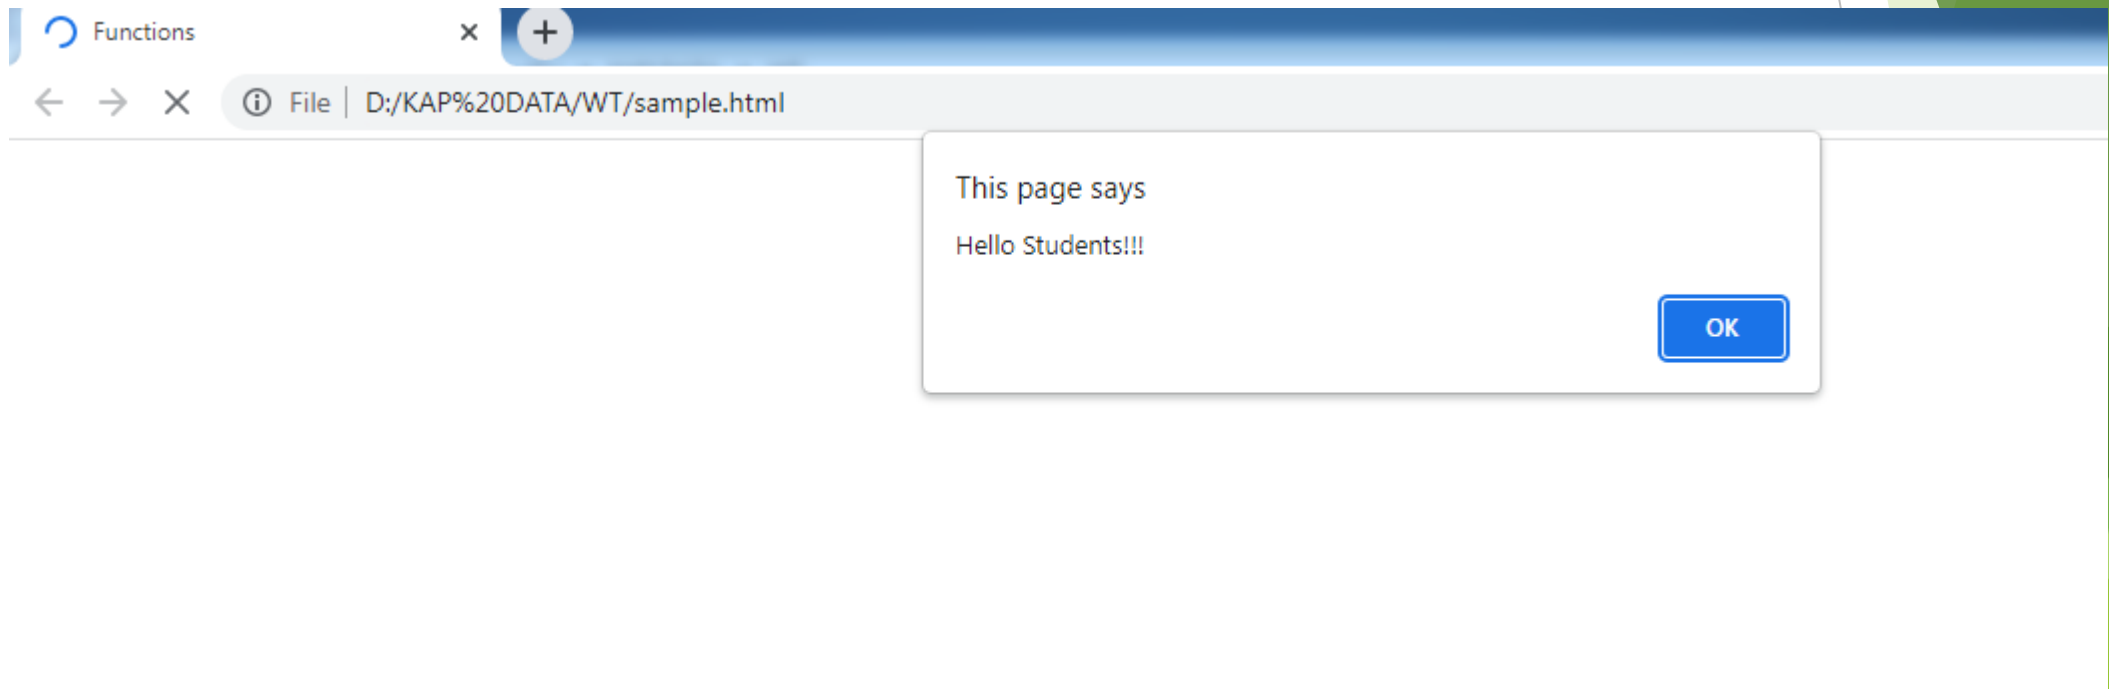 Functions
File D:/KAP%20DATA/WT/sample.html
This page says
Hello Students!!!
OK